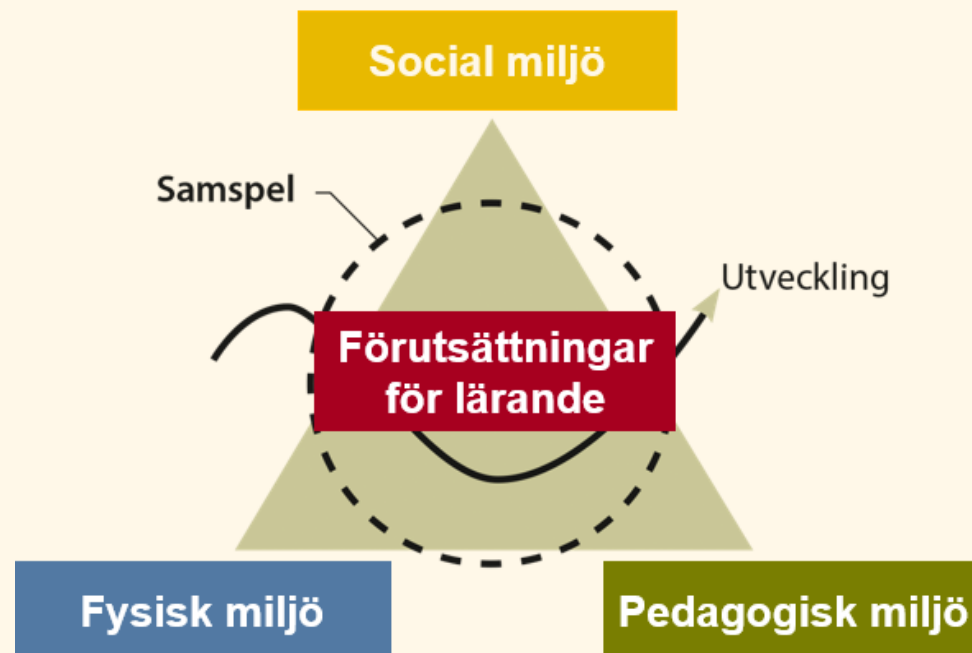 Social miljö
Samspel
Utveckling
Förutsättningar
för lärande
Fysisk miljö
Pedagogisk miljö